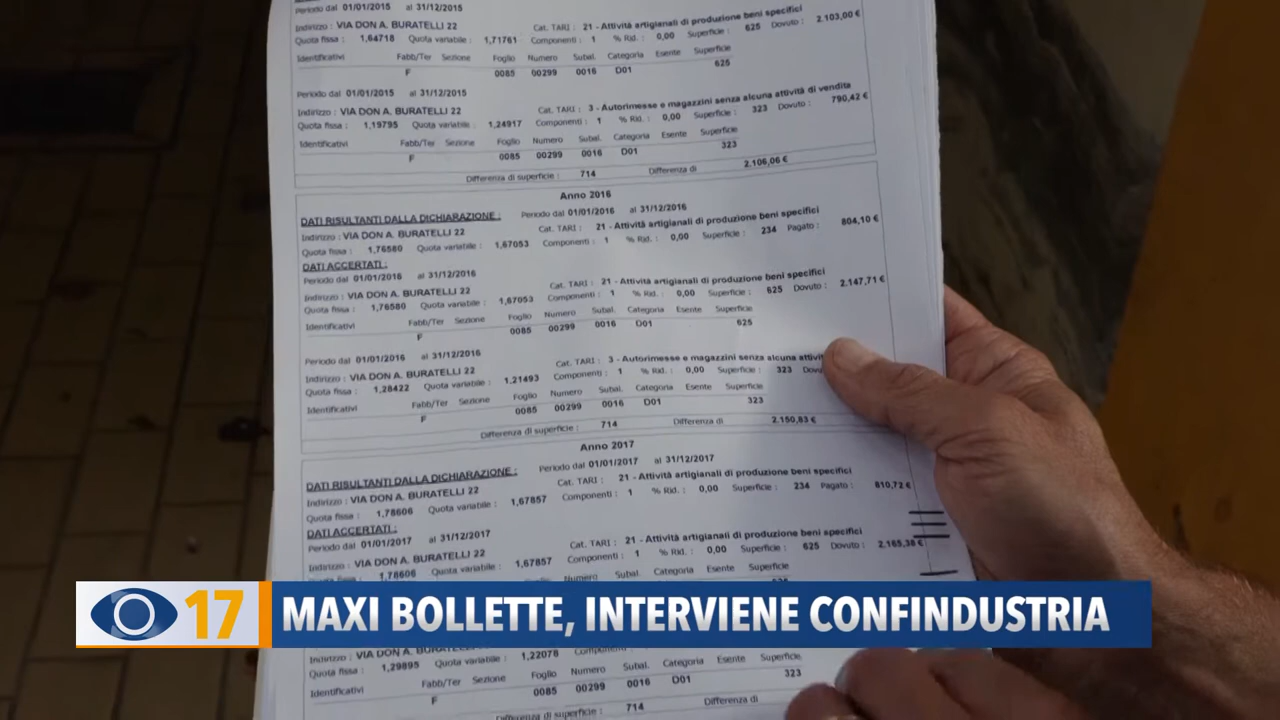 Periodo dal 01/01/2015 al 31/12/2015
Indirizzo : VIA DON A. BURATELLI 22 Cat. TARI : 21 - Attività artigianali di produzione beni specifici
Quota fissa : 1,64718 Quota variabile : 1,71761 Componenti : 1 % Rid. : 0,00 Superficie : 625 Dovuto : 2.103,00 €
Identificativi Fabb/Ter Sezione Foglio Numero Subal. Categoria Esente Superficie
F 0085 00299 0016 D01 625
Periodo dal 01/01/2015 al 31/12/2015
Indirizzo : VIA DON A. BURATELLI 22 Cat. TARI : 3 - Autorimesse e magazzini senza alcuna attività di vendita
Quota fissa : 1,19795 Quota variabile : 1,24917 Componenti : 1 % Rid. : 0,00 Superficie : 323 Dovuto : 790,42 €
Identificativi Fabb/Ter Sezione Foglio Numero Subal. Categoria Esente Superficie
F 0085 00299 0016 D01 323
Differenza di superficie : 714 Differenza di 2.106,06 €
Anno 2016
DATI RISULTANTI DALLA DICHIARAZIONE : Periodo dal 01/01/2016 al 31/12/2016
Indirizzo : VIA DON A. BURATELLI 22 Cat. TARI : 21 - Attività artigianali di produzione beni specifici
Quota fissa : 1,76580 Quota variabile : 1,67053 Componenti : 1 % Rid. : 0,00 Superficie : 234 Pagato : 804,10 €
DATI ACCERTATI :
Periodo dal 01/01/2016 al 31/12/2016
Indirizzo : VIA DON A. BURATELLI 22 Cat. TARI : 21 - Attività artigianali di produzione beni specifici
Quota fissa : 1,76580 Quota variabile : 1,67053 Componenti : 1 % Rid. : 0,00 Superficie : 625 Dovuto : 2.147,71 €
Identificativi Fabb/Ter Sezione Foglio Numero Subal. Categoria Esente Superficie
F 0085 00299 0016 D01 625
Periodo dal 01/01/2016 al 31/12/2016
Indirizzo : VIA DON A. BURATELLI 22 Cat. TARI : 3 - Autorimesse e magazzini senza alcuna
Quota fissa : 1,28422 Quota variabile : 1,21493 Componenti : 1 % Rid. : 0,00 Superficie : 323
Identificativi Fabb/Ter Sezione Foglio Numero Subal. Categoria Esente Superficie
F 0085 00299 0016 D01 323
Differenza di superficie : 714 Differenza di 2.150,83 €
Anno 2017
DATI RISULTANTI DALLA DICHIARAZIONE : Periodo dal 01/01/2017 al 31/12/2017
Indirizzo : VIA DON A. BURATELLI 22 Cat. TARI : 21 - Attività artigianali di produzione beni specifici
Quota fissa : 1,78606 Quota variabile : 1,67857 Componenti : 1 % Rid. : 0,00 Superficie : 234 Pagato : 810,72 €
DATI ACCERTATI :
Periodo dal 01/01/2017 al 31/12/2017
Indirizzo : VIA DON A. BURATELLI 22 Cat. TARI : 21 - Attività artigianali di produzione beni specifici
Quota fissa : 1,78606 Quota variabile : 1,67857 Componenti : 1 % Rid. : 0,00 Superficie : 625 Dovuto : 2.165,38 €
Numero Subal. Categoria Esente Superficie
17 MAXI BOLLETTE, INTERVIENE CONFINDUSTRIA
Indirizzo : VIA DON A. BURATELLI 22
Quota fissa : 1,29895 Quota variabile : 1,22078
Identificativi Fabb/Ter Sezione Foglio Numero Subal. Categoria Esente Superficie
F 0085 00299 0016 D01 323
Differenza di superficie : 714 Differenza di